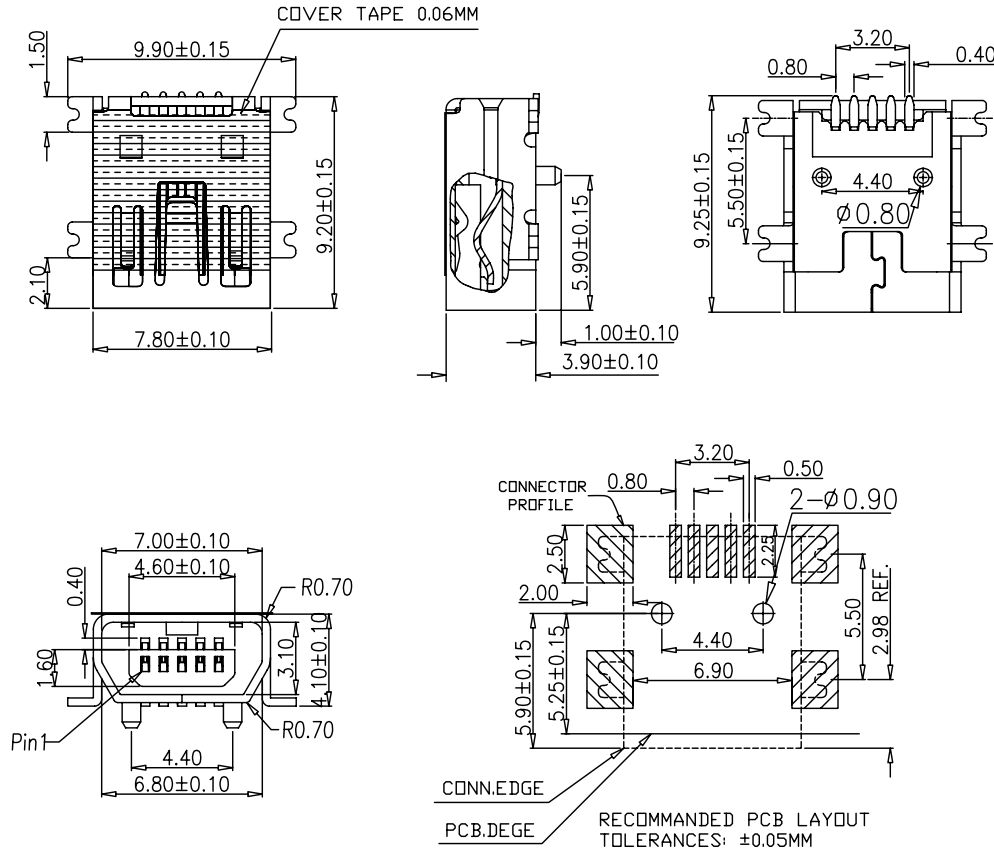 COVER TAPE 0.06MM
1.50
9.90±0.15
9.20±0.15
2.10
7.80±0.10
5.90±0.15
1.00±0.10
3.90±0.10
3.20
0.80
0.40
9.25±0.15
5.50±0.15
4.40
Ø0.80
7.00±0.10
4.60±0.10
0.40
R0.70
1.60
3.10
4.10±0.10
R0.70
Pin1
4.40
6.80±0.10
3.20
0.50
0.80
CONNECTOR
PROFILE
2-Ø0.90
2.50
2.25
2.00
5.50
2.98 REF.
4.40
6.90
5.90±0.15
5.25±0.15
CONN.EDGE
PCB.DEGE
RECOMMANDED PCB LAYOUT
TOLERANCES: ±0.05MM